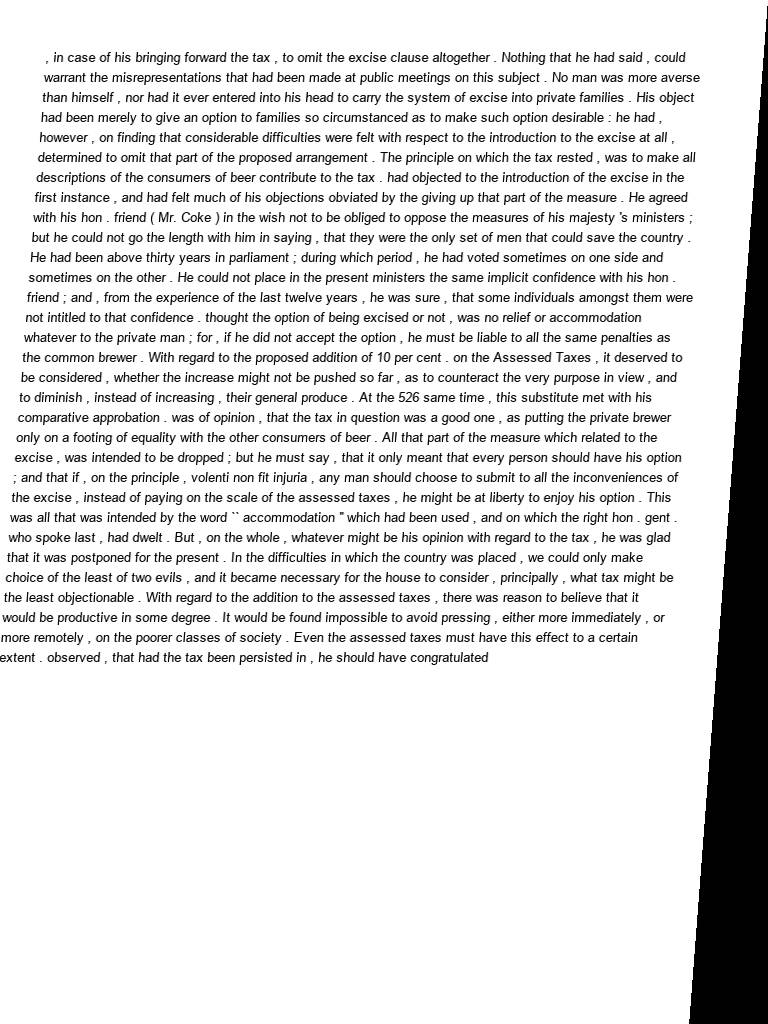 , in case of his bringing forward the tax , to omit the excise clause altogether . Nothing that he had said , could
warrant the misrepresentations that had been made at public meetings on this subject . No man was more averse
than himself , nor had it ever entered into his head to carry the system of excise into private families . His object
had been merely to give an option to families so circumstanced as to make such option desirable : he had ,
however , on finding that considerable difficulties were felt with respect to the introduction to the excise at all ,
determined to omit that part of the proposed arrangement . The principle on which the tax rested , was to make all
descriptions of the consumers of beer contribute to the tax . had objected to the introduction of the excise in the
first instance , and had felt much of his objections obviated by the giving up that part of the measure . He agreed
with his hon . friend ( Mr. Coke ) in the wish not to be obliged to oppose the measures of his majesty 's ministers ;
but he could not go the length with him in saying , that they were the only set of men that could save the country .
He had been above thirty years in parliament ; during which period , he had voted sometimes on one side and
sometimes on the other . He could not place in the present ministers the same implicit confidence with his hon .
friend ; and , from the experience of the last twelve years , he was sure , that some individuals amongst them were
not intitled to that confidence . thought the option of being excised or not , was no relief or accommodation
whatever to the private man ; for , if he did not accept the option , he must be liable to all the same penalties as
the common brewer . With regard to the proposed addition of 10 per cent . on the Assessed Taxes , it deserved to
be considered , whether the increase might not be pushed so far , as to counteract the very purpose in view , and
to diminish , instead of increasing , their general produce . At the 526 same time , this substitute met with his
comparative approbation . was of opinion , that the tax in question was a good one , as putting the private brewer
only on a footing of equality with the other consumers of beer . All that part of the measure which related to the
excise , was intended to be dropped ; but he must say , that it only meant that every person should have his option
; and that if , on the principle , volenti non fit injuria , any man should choose to submit to all the inconveniences of
the excise , instead of paying on the scale of the assessed taxes , he might be at liberty to enjoy his option . This
was all that was intended by the word `` accommodation '' which had been used , and on which the right hon . gent .
who spoke last , had dwelt . But , on the whole , whatever might be his opinion with regard to the tax , he was glad
that it was postponed for the present . In the difficulties in which the country was placed , we could only make
choice of the least of two evils , and it became necessary for the house to consider , principally , what tax might be
the least objectionable . With regard to the addition to the assessed taxes , there was reason to believe that it
would be productive in some degree . It would be found impossible to avoid pressing , either more immediately , or
more remotely , on the poorer classes of society . Even the assessed taxes must have this effect to a certain
extent . observed , that had the tax been persisted in , he should have congratulated